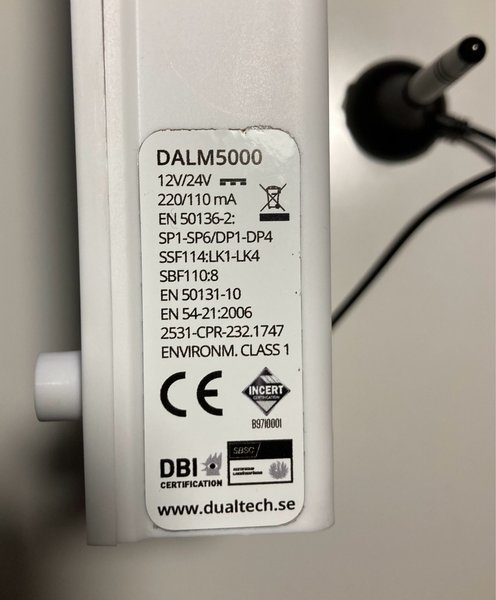 DALM5000
12V/24V
220/110 mA
EN 50136-2:
SP1-SP6/DP1-DP4
SSF114:LK1-LK4
SBF110:8
EN 50131-10
EN 54-21:2006
2531-CPR-232.1747
ENVIRONM. CLASS 1
CE
INCERT
CERTIFICATION
B9710001
DBI
CERTIFICATION
SBSC
www.dualtech.se